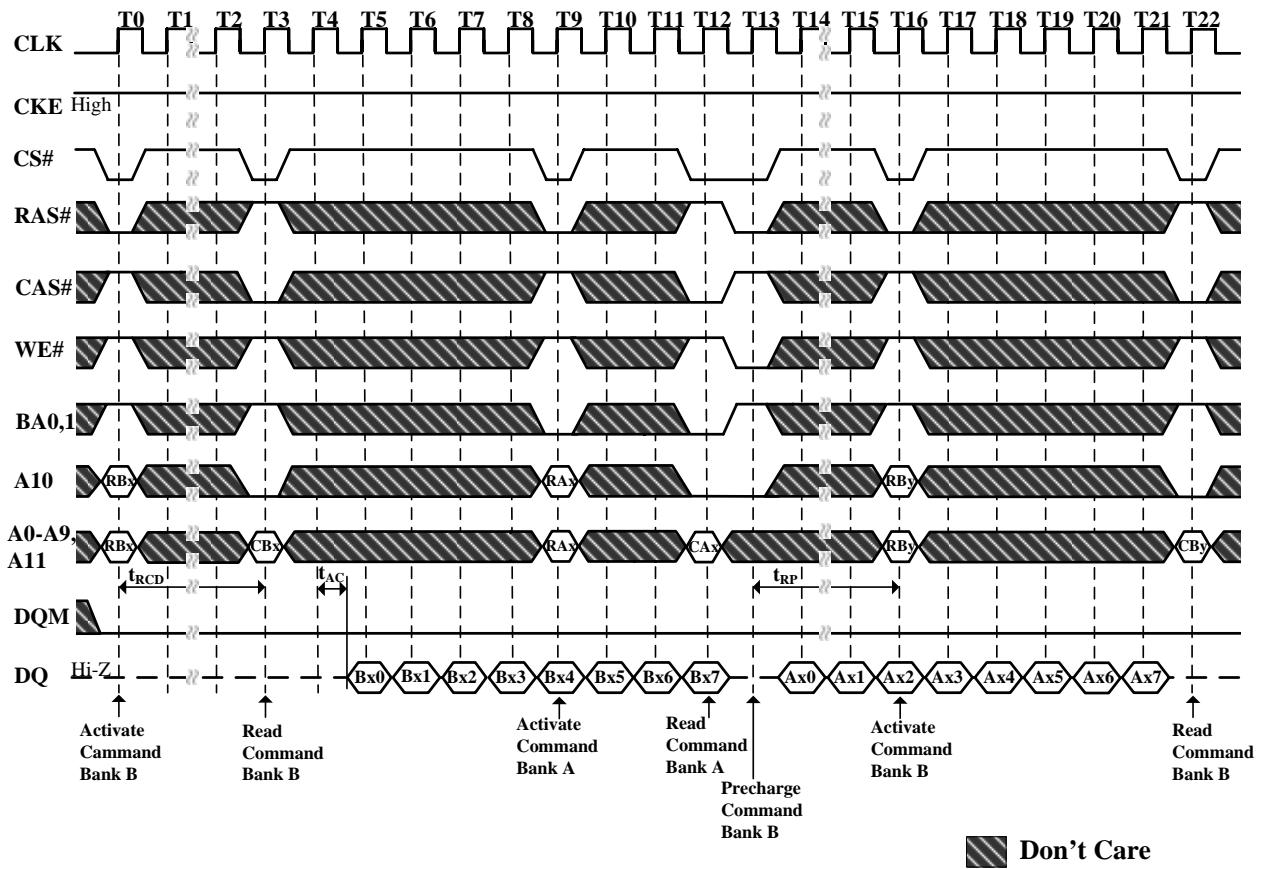 T0 T1 T2 T3 T4 T5 T6 T7 T8 T9 T10 T11 T12 T13 T14 T15 T16 T17 T18 T19 T20 T21 T22
CLK
CKE High
CS#
RAS#
CAS#
WE#
BA0,1
A10 RBx RAx RBy
A0-A9,
A11
RBx CBx RAx CAx RBy CBy
tRCD tAC tRP
DQM
DQ Hi-Z Bx0 Bx1 Bx2 Bx3 Bx4 Bx5 Bx6 Bx7 Ax0 Ax1 Ax2 Ax3 Ax4 Ax5 Ax6 Ax7
Activate
Cammand
Bank B
Read
Command
Bank B
Activate
Command
Bank A
Read
Command
Bank A
Precharge
Command
Bank B
Activate
Command
Bank B
Read
Command
Bank B
Don't Care